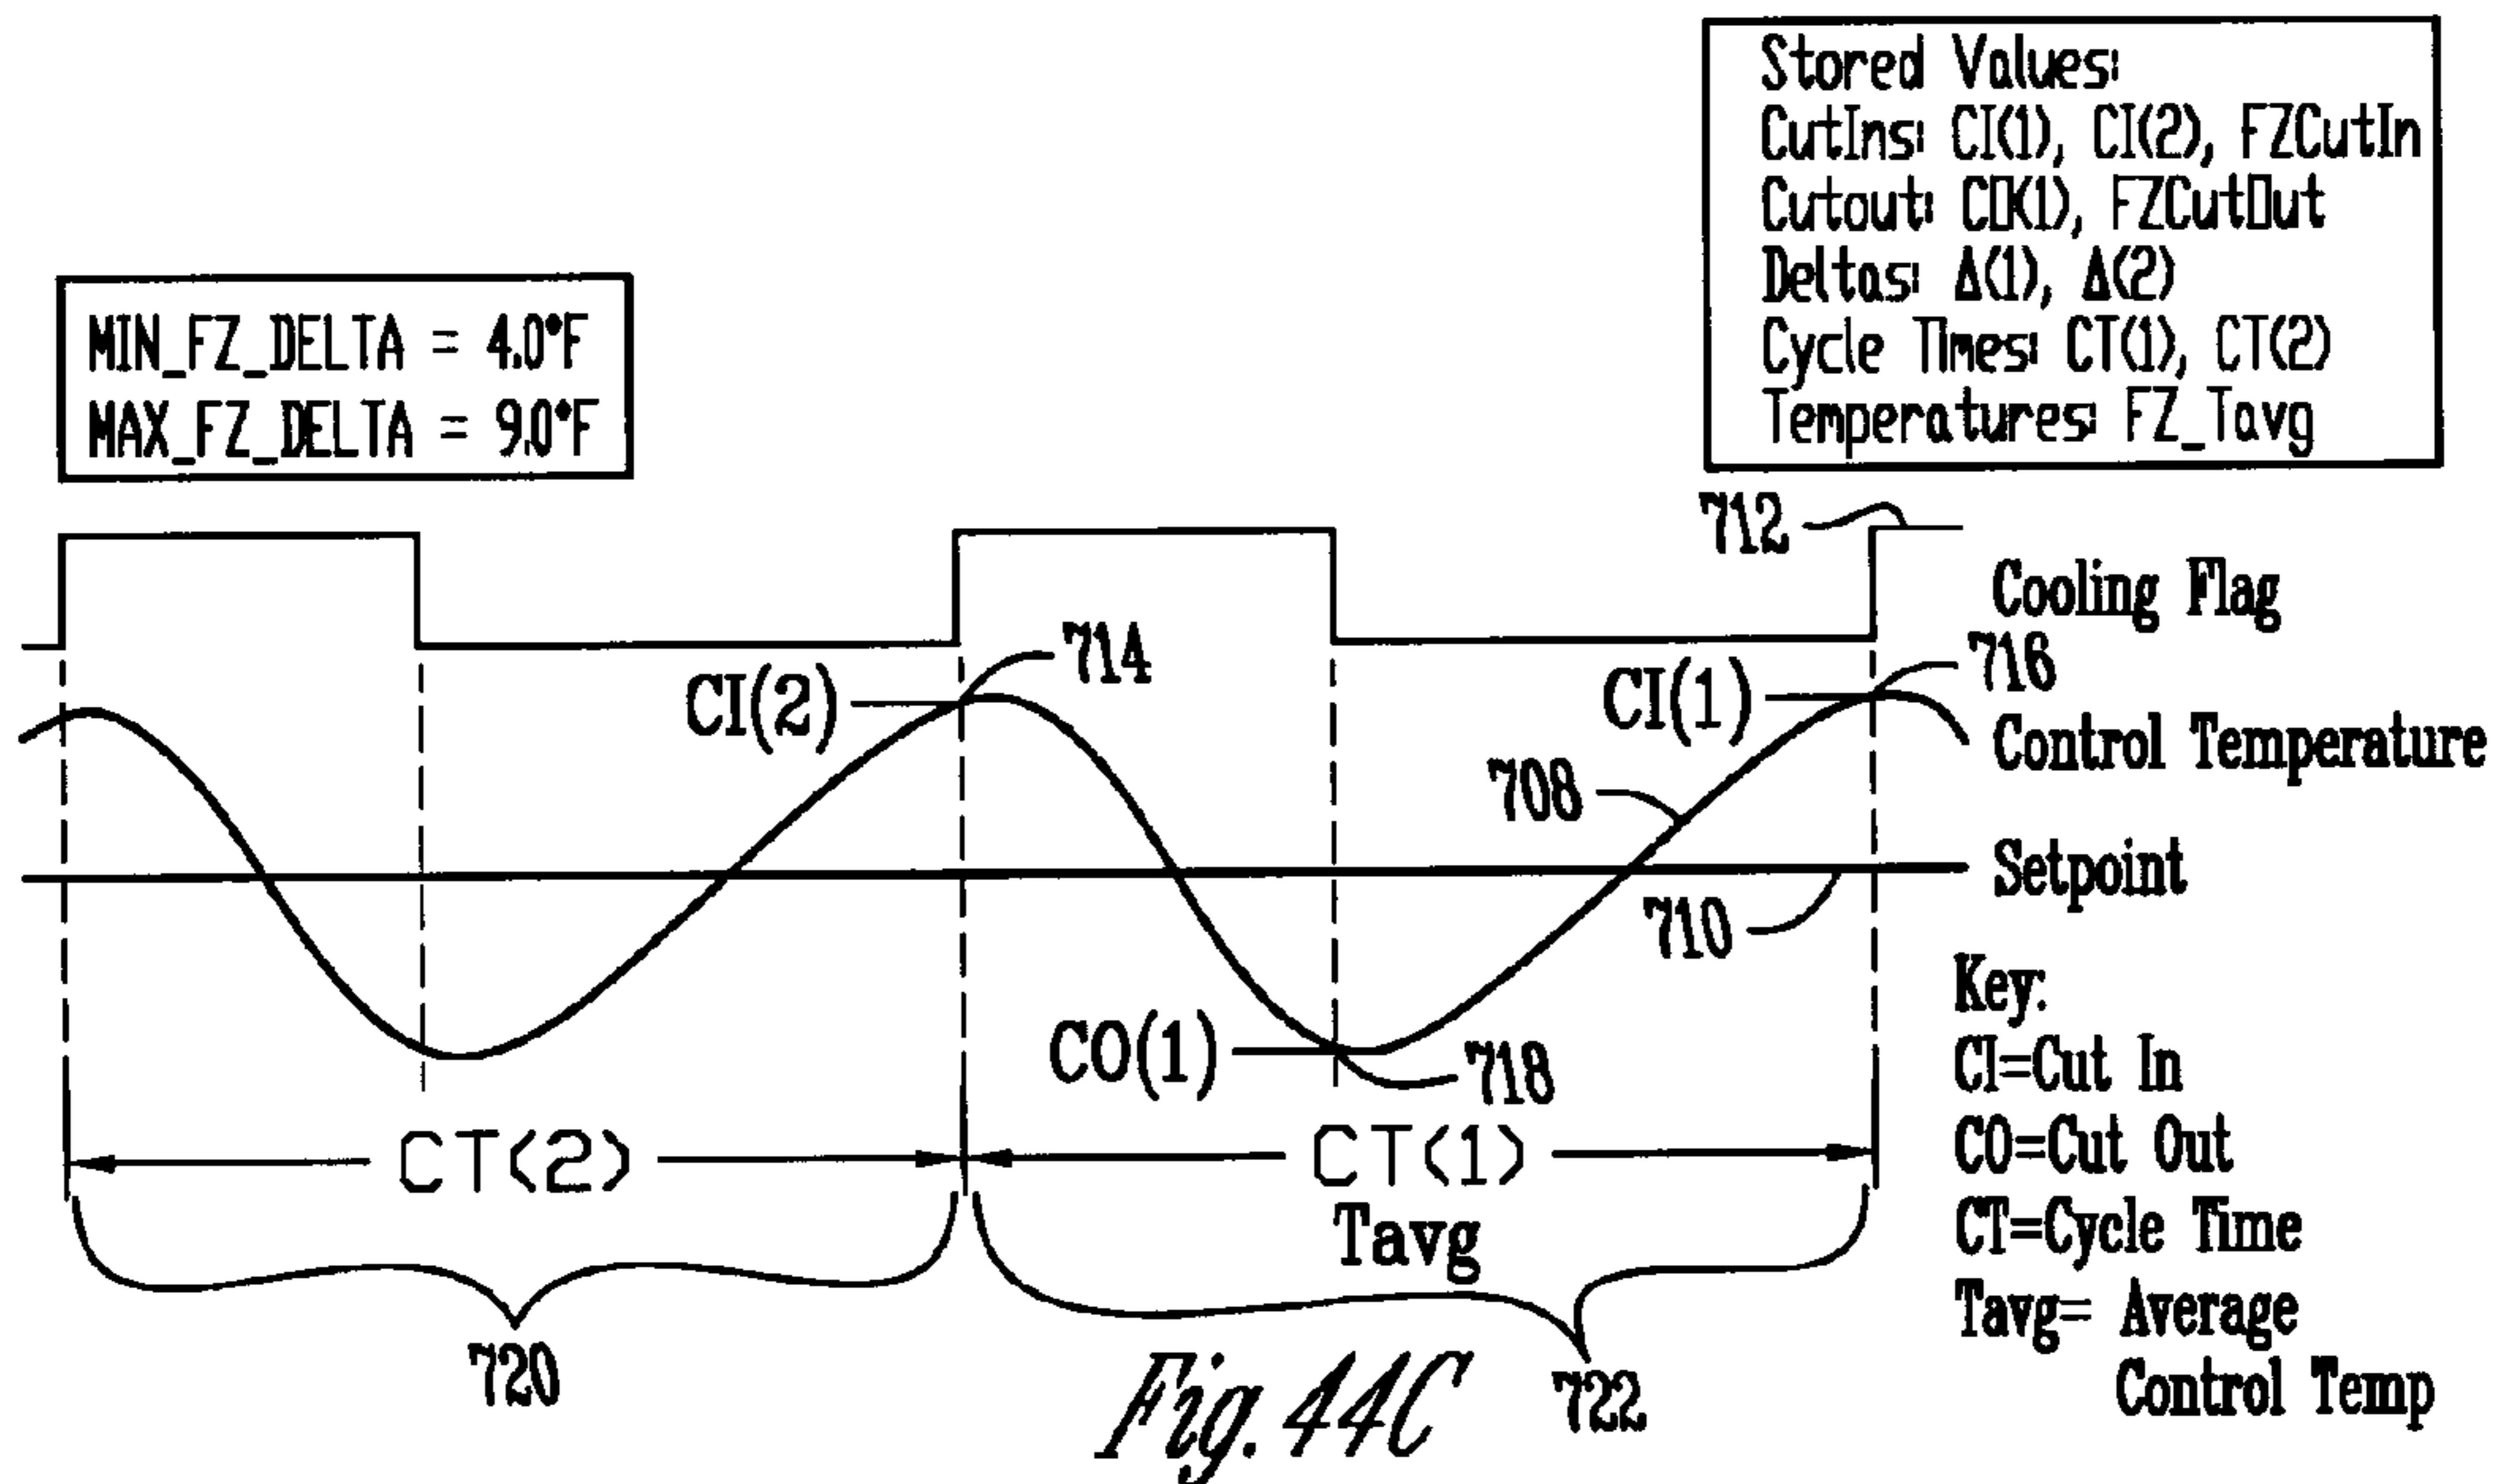 Stored Values:
CutIns: CI(1), CI(2), FZCutIn
Cutout: CO(1), FZCutOut
Deltas: Δ(1), Δ(2)
Cycle Times: CT(1), CT(2)
Temperatures: FZ_Tavg
MIN_FZ_DELTA = 4.0°F
MAX_FZ_DELTA = 9.0°F
712
Cooling Flag
714
716
CI(2)
CI(1)
Control Temperature
708
Setpoint
710
CO(1)
718
Key:
CI=Cut In
CO=Cut Out
CT=Cycle Time
Tavg= Average
Control Temp
CT(2)
CT(1)
Tavg
720
722
Fig. 44C